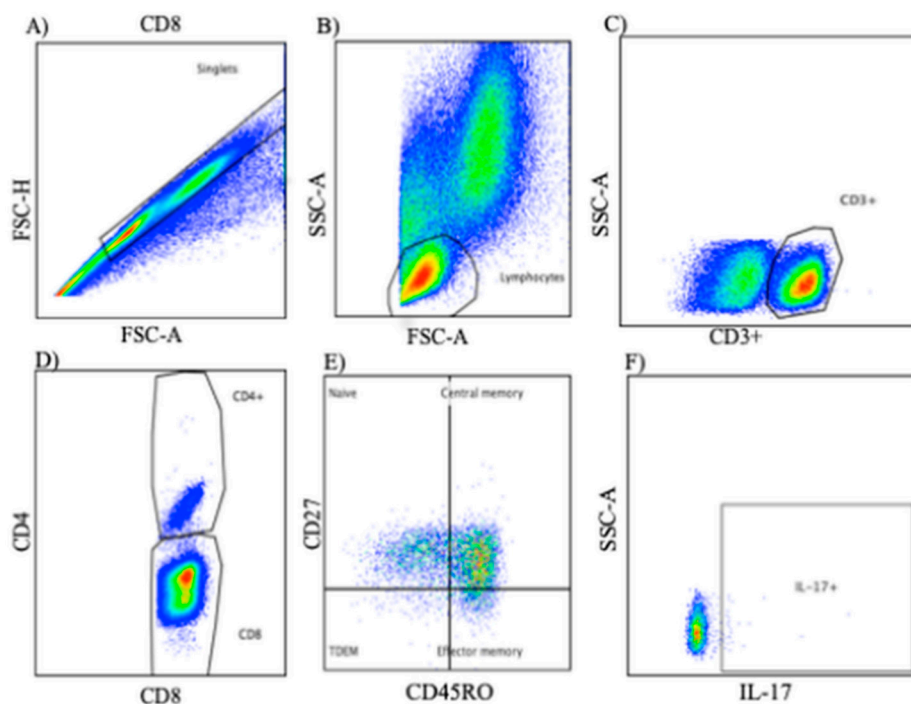 A)
CD8
Singlets
FSC-H
FSC-A
B)
SSC-A
Lymphocytes
FSC-A
C)
SSC-A
CD3+
CD3+
D)
CD4+
CD4
CD8
CD8
E)
Naive Central memory
CD27
TDEM Effector memory
CD45RO
F)
SSC-A
IL-17+
IL-17